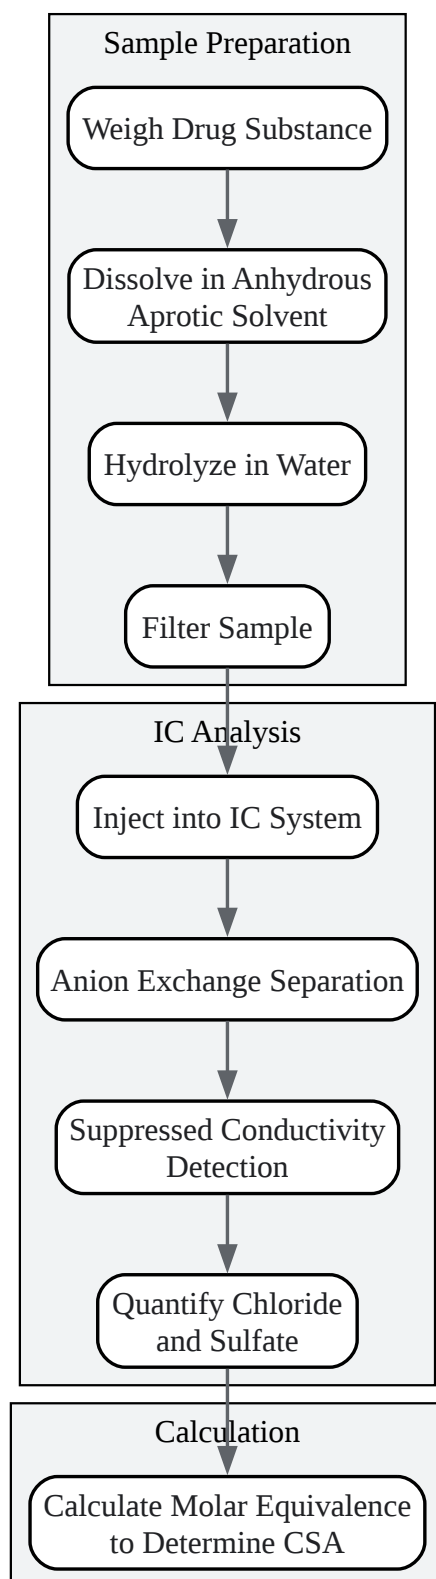 Sample Preparation
Weigh Drug Substance
Dissolve in Anhydrous
Aprotic Solvent
Hydrolyze in Water
Filter Sample
IC Analysis
Inject into IC System
Anion Exchange Separation
Suppressed Conductivity
Detection
Quantify Chloride
and Sulfate
Calculation
Calculate Molar Equivalence
to Determine CSA